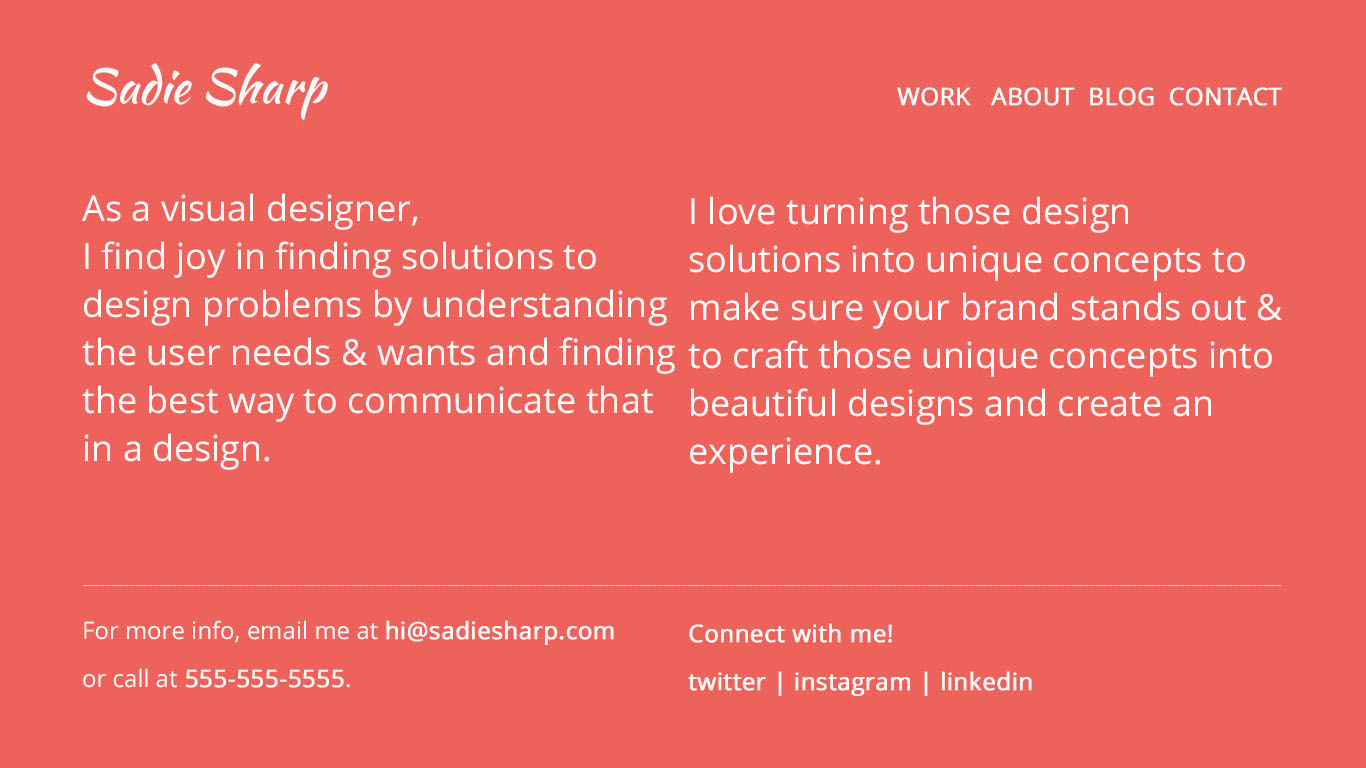 Sadie Sharp
WORK ABOUT BLOG CONTACT
As a visual designer,
I find joy in finding solutions to
design problems by understanding
the user needs & wants and finding
the best way to communicate that
in a design.
I love turning those design
solutions into unique concepts to
make sure your brand stands out &
to craft those unique concepts into
beautiful designs and create an
experience.
For more info, email me at hi@sadiesharp.com
or call at 555-555-5555.
Connect with me!
twitter | instagram | linkedin